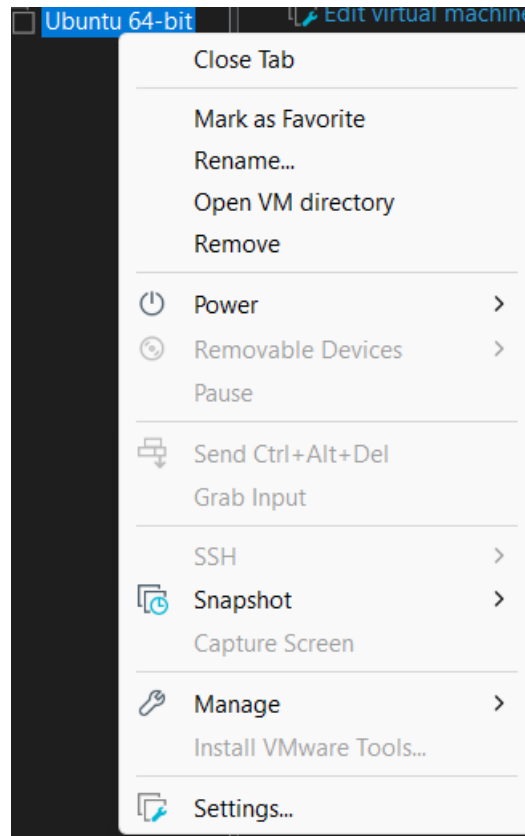 Ubuntu 64-bit
Edit virtual machine
Close Tab
Mark as Favorite
Rename...
Open VM directory
Remove
Power
Removable Devices
Pause
Send Ctrl+Alt+Del
Grab Input
SSH
Snapshot
Capture Screen
Manage
Install VMware Tools...
Settings...